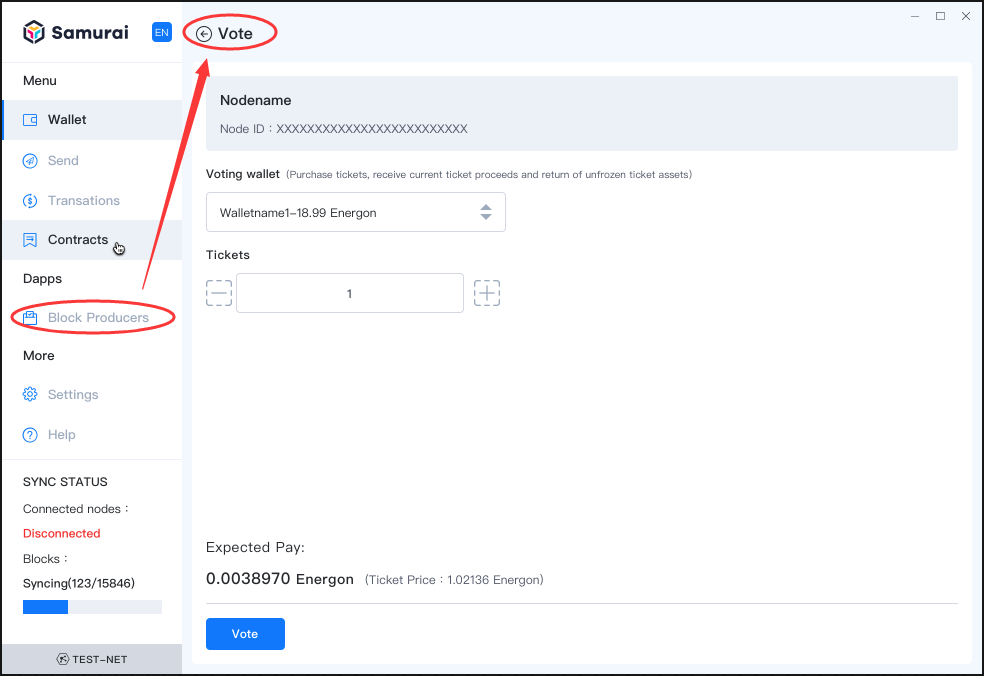 Samurai
EN
Vote
Menu
Wallet
Send
Transations
Contracts
Dapps
Block Producers
More
Settings
Help
SYNC STATUS
Connected nodes：
Disconnected
Blocks：
Syncing(123/15846)
TEST-NET
Nodename
Node ID：XXXXXXXXXXXXXXXXXXXXXXXXX
Voting wallet (Purchase tickets, receive current ticket proceeds and return of unfrozen ticket assets)
Walletname1-18.99 Energon
Tickets
1
Expected Pay:
0.0038970 Energon (Ticket Price：1.02136 Energon)
Vote